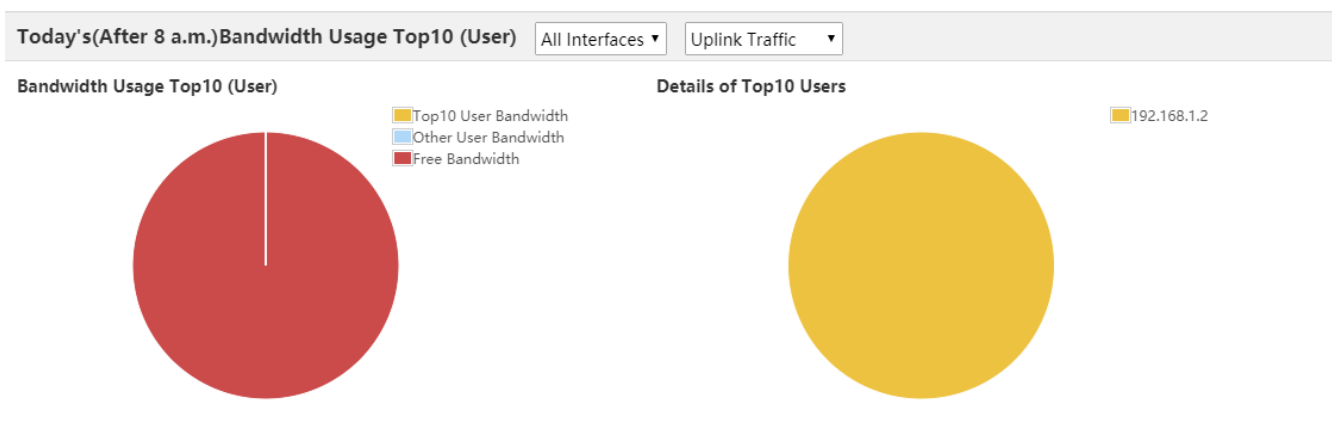 Today's(After 8 a.m.)Bandwidth Usage Top10 (User) All Interfaces Uplink Traffic
Bandwidth Usage Top10 (User)
Top10 User Bandwidth
Other User Bandwidth
Free Bandwidth
Details of Top10 Users
192.168.1.2